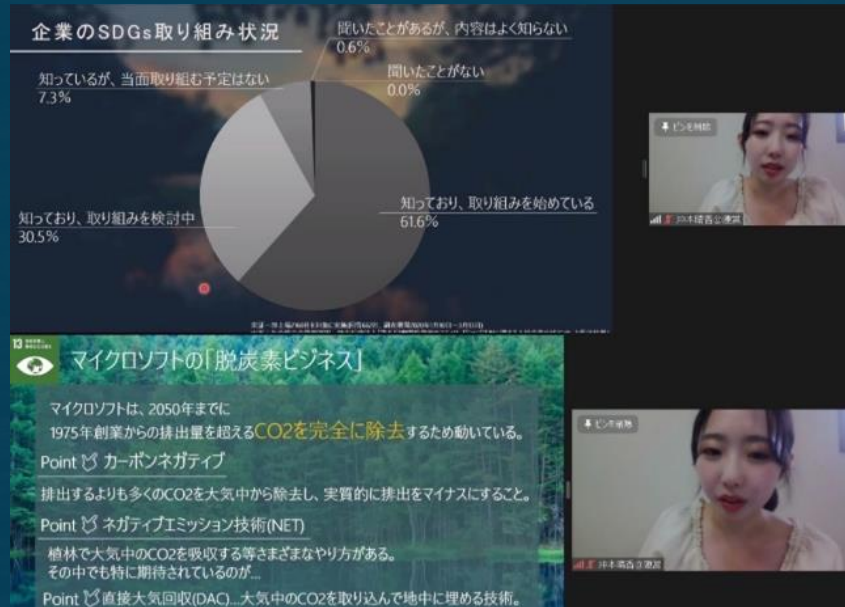 企業のSDGs取り組み状況
聞いたことがあるが、内容はよく知らない
0.6%
聞いたことがない
0.0%
知っているが、当面取り組む予定はない
7.3%
知っており、取り組みを検討中
30.5%
知っており、取り組みを始めている
61.6%
ピンを削除
13
マイクロソフトの「脱炭素ビジネス」
マイクロソフトは、2050年までに
1975年創業からの排出量を超えるCO2を完全に除去するため動いている。
Point カーボンネガティブ
排出するよりも多くのCO2を大気中から除去し、実質的に排出をマイナスにすること。
Point ネガティブエミッション技術(NET)
植林で大気中のCO2を吸収する等さまざまなやり方がある。
その中でも特に期待されているのが…
Point 直接大気回収(DAC)…大気中のCO2を取り込んで地中に埋める技術。
ピンを削除